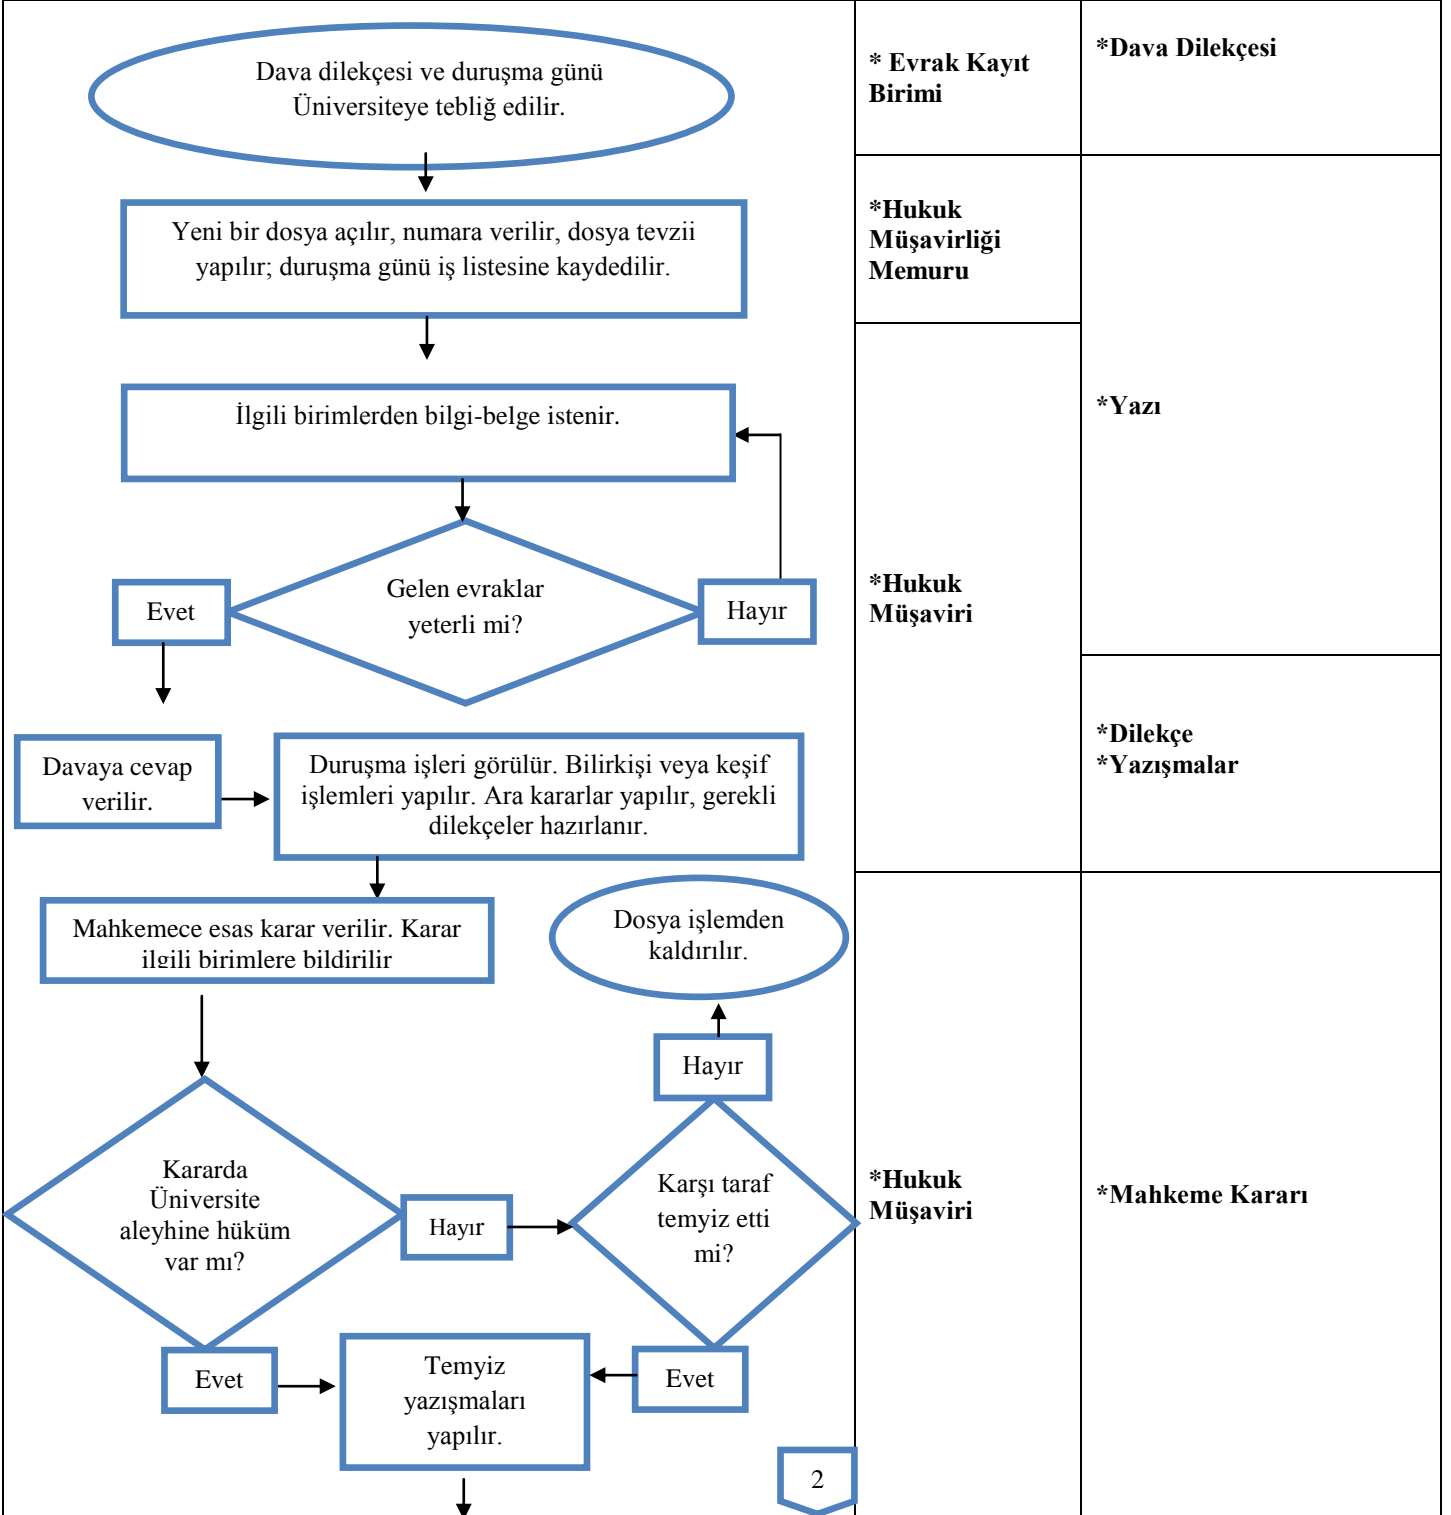 Dava dilekçesi ve duruşma günü
Üniversiteye tebliğ edilir.
* Evrak Kayıt
Birimi
*Dava Dilekçesi
Yeni bir dosya açılır, numara verilir, dosya tevzii
yapılır; duruşma günü iş listesine kaydedilir.
*Hukuk
Müşavirliği
Memuru
*Yazı
İlgili birimlerden bilgi-belge istenir.
Gelen evraklar
yeterli mi?
Evet
Hayır
*Hukuk
Müşaviri
Davaya cevap
verilir.
Duruşma işleri görülür. Bilirkişi veya keşif
işlemleri yapılır. Ara kararlar yapılır, gerekli
dilekçeler hazırlanır.
*Dilekçe
*Yazışmalar
Mahkemece esas karar verilir. Karar
ilgili birimlere bildirilir
Dosya işlemden
kaldırılır.
Hayır
Kararda
Üniversite
aleyhine hüküm
var mı?
Hayır
Karşı taraf
temyiz etti
mi?
*Hukuk
Müşaviri
*Mahkeme Kararı
Evet
Temyiz
yazışmaları
yapılır.
Evet
2